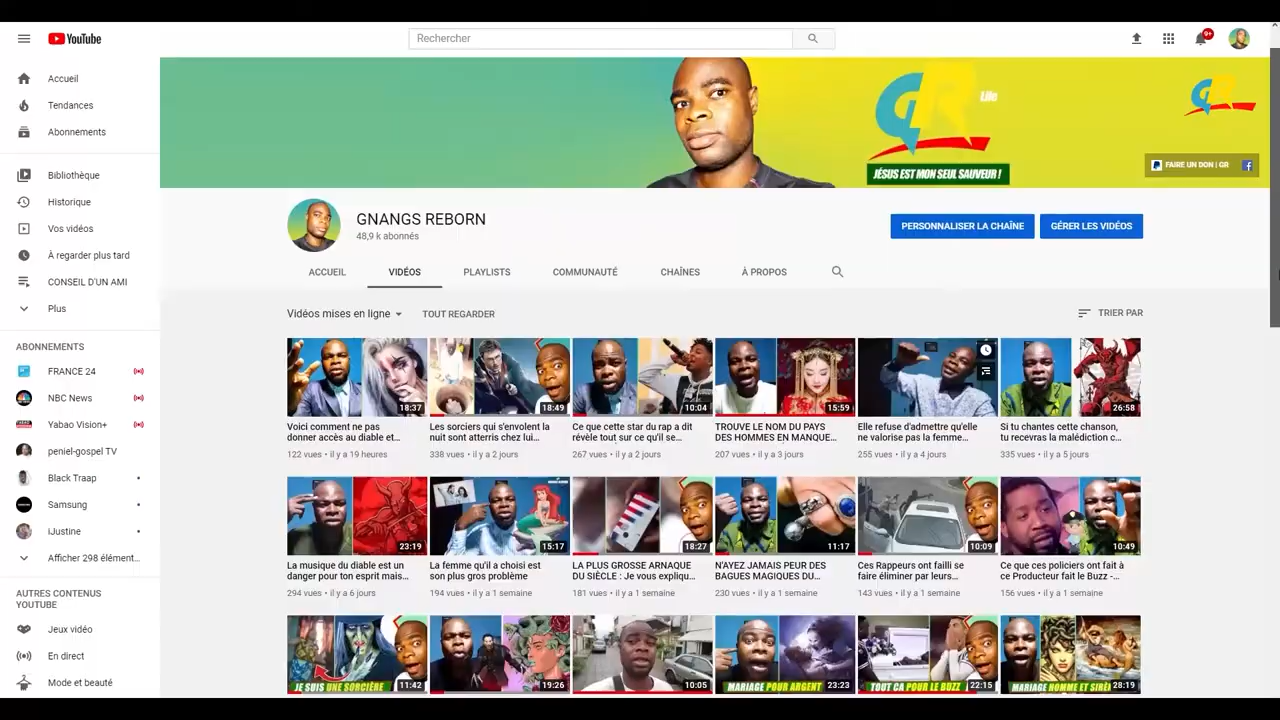 YouTube
Rechercher
9+
Accueil
Tendances
Abonnements
Bibliothèque
Historique
Vos vidéos
À regarder plus tard
CONSEIL D'UN AMI
Plus
ABONNEMENTS
FRANCE 24
NBC News
Yabao Vision+
peniel-gospel TV
Black Traap
Samsung
iJustine
Afficher 298 élément...
AUTRES CONTENUS
YOUTUBE
Jeux vidéo
En direct
Mode et beauté
GR
Life
JÉSUS EST MON SEUL SAUVEUR !
FAIRE UN DON | GR
GNANGS REBORN
48,9 k abonnés
PERSONNALISER LA CHAÎNE
GÉRER LES VIDÉOS
ACCUEIL
VIDÉOS
PLAYLISTS
COMMUNAUTÉ
CHAÎNES
À PROPOS
Vidéos mises en ligne
TOUT REGARDER
TRIER PAR
18:37
Voici comment ne pas
donner accès au diable et...
122 vues • il y a 19 heures
18:49
Les sorciers qui s'envolent la
nuit sont atterris chez lui...
338 vues • il y a 2 jours
10:04
Ce que cette star du rap a dit
révèle tout sur ce qu'il se...
267 vues • il y a 2 jours
15:59
TROUVE LE NOM DU PAYS
DES HOMMES EN MANQUE...
207 vues • il y a 3 jours
Elle refuse d'admettre qu'elle
ne valorise pas la femme...
255 vues • il y a 4 jours
26:58
Si tu chantes cette chanson,
tu recevras la malédiction c...
335 vues • il y a 5 jours
23:19
La musique du diable est un
danger pour ton esprit mais...
294 vues • il y a 6 jours
15:17
La femme qu'il a choisi est
son plus gros problème
194 vues • il y a 1 semaine
18:27
LA PLUS GROSSE ARNAQUE
DU SIÈCLE : Je vous expliqu...
181 vues • il y a 1 semaine
11:17
N'AYEZ JAMAIS PEUR DES
BAGUES MAGIQUES DU...
230 vues • il y a 1 semaine
10:09
Ces Rappeurs ont failli se
faire éliminer par leurs...
143 vues • il y a 1 semaine
10:49
Ce que ces policiers ont fait à
ce Producteur fait le Buzz -...
156 vues • il y a 1 semaine
JE SUIS UNE SORCIÈRE
11:42
19:26
10:05
MARIAGE POUR ARGENT
23:23
TOUT ÇA POUR LE BUZZ
22:15
MARIAGE HOMME ET SIRÈ
28:19